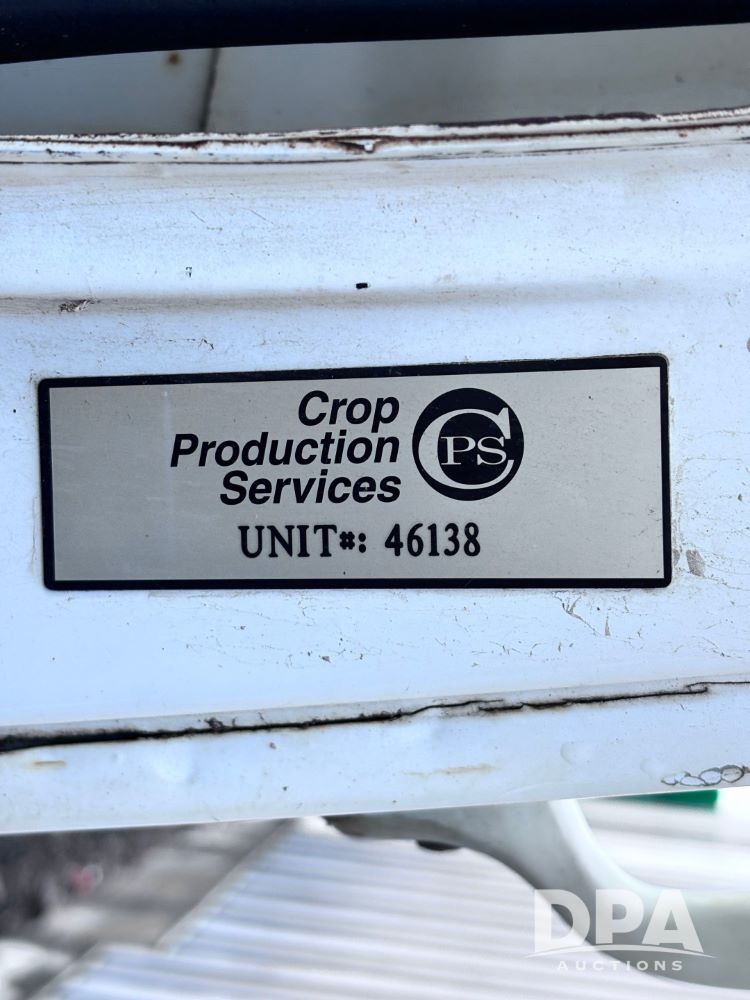 Crop
Production
Services
CPS
UNIT#: 46138
DPA
AUCTIONS